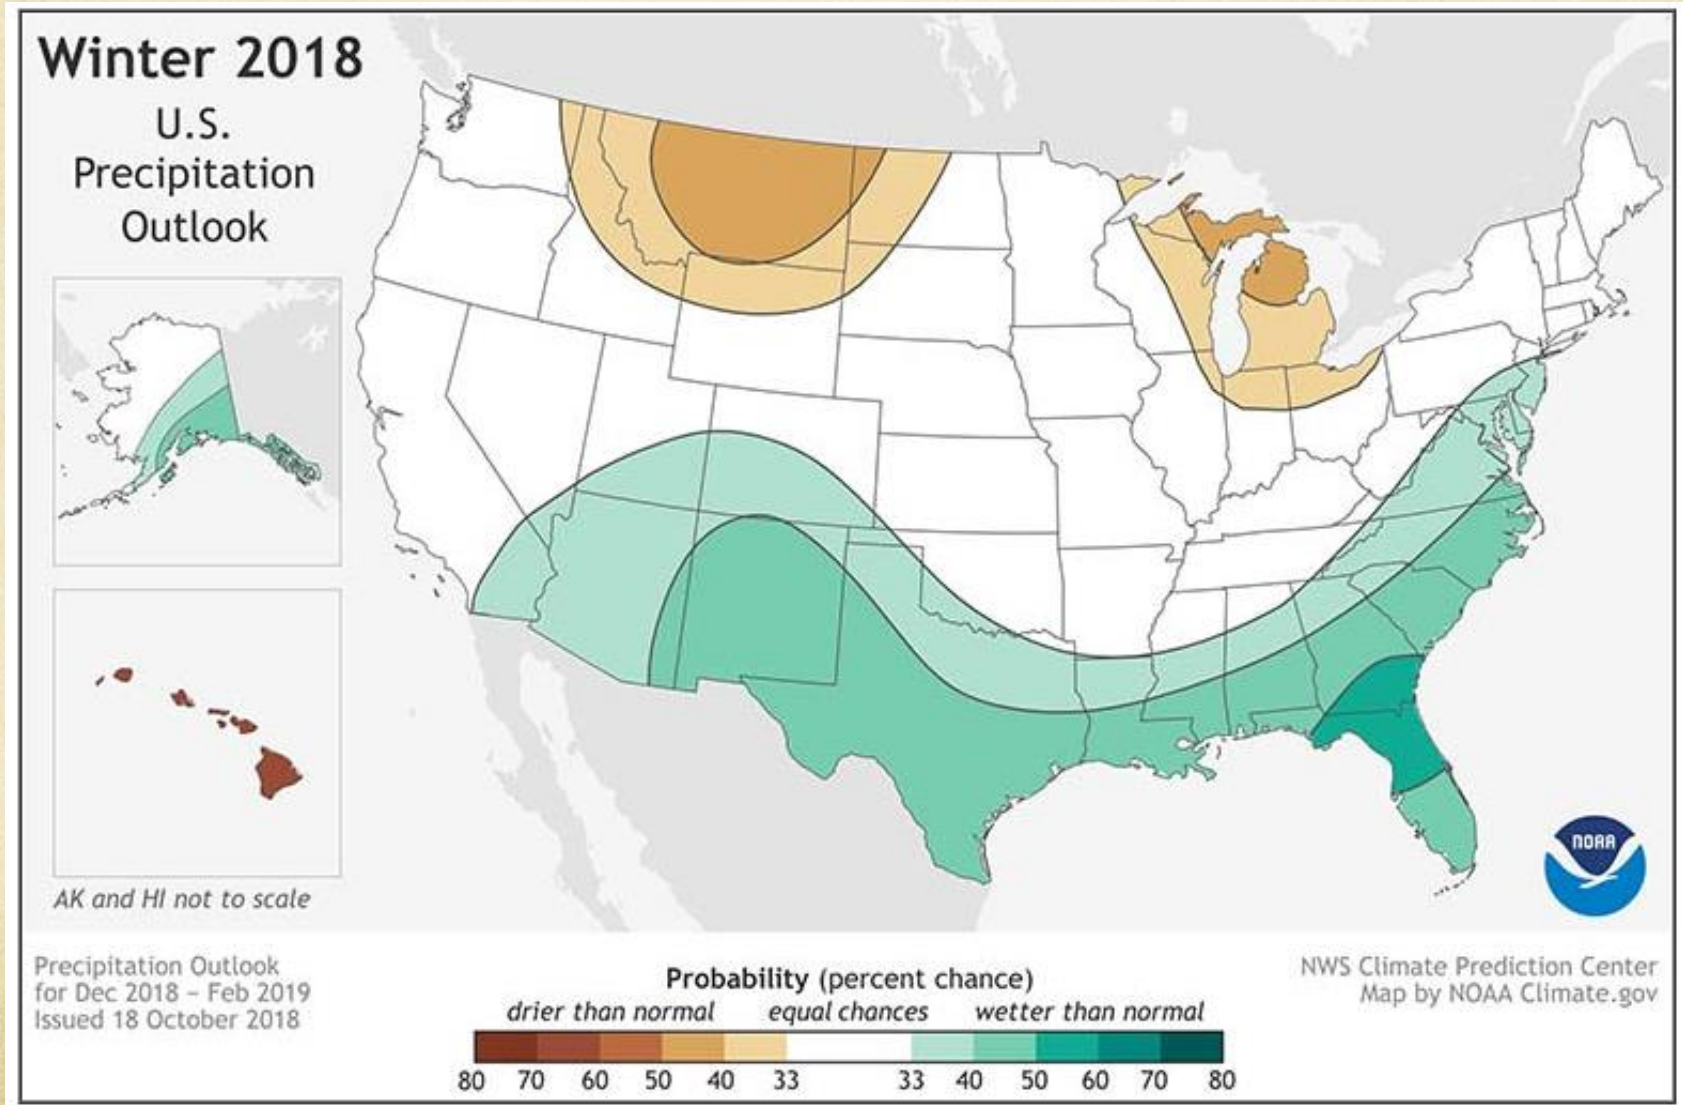 Winter 2018
U.S.
Precipitation
Outlook
AK and HI not to scale
NOAA
Precipitation Outlook
for Dec 2018 – Feb 2019
Issued 18 October 2018
Probability (percent chance)
drier than normal equal chances wetter than normal
80 70 60 50 40 33 33 40 50 60 70 80
NWS Climate Prediction Center
Map by NOAA Climate.gov